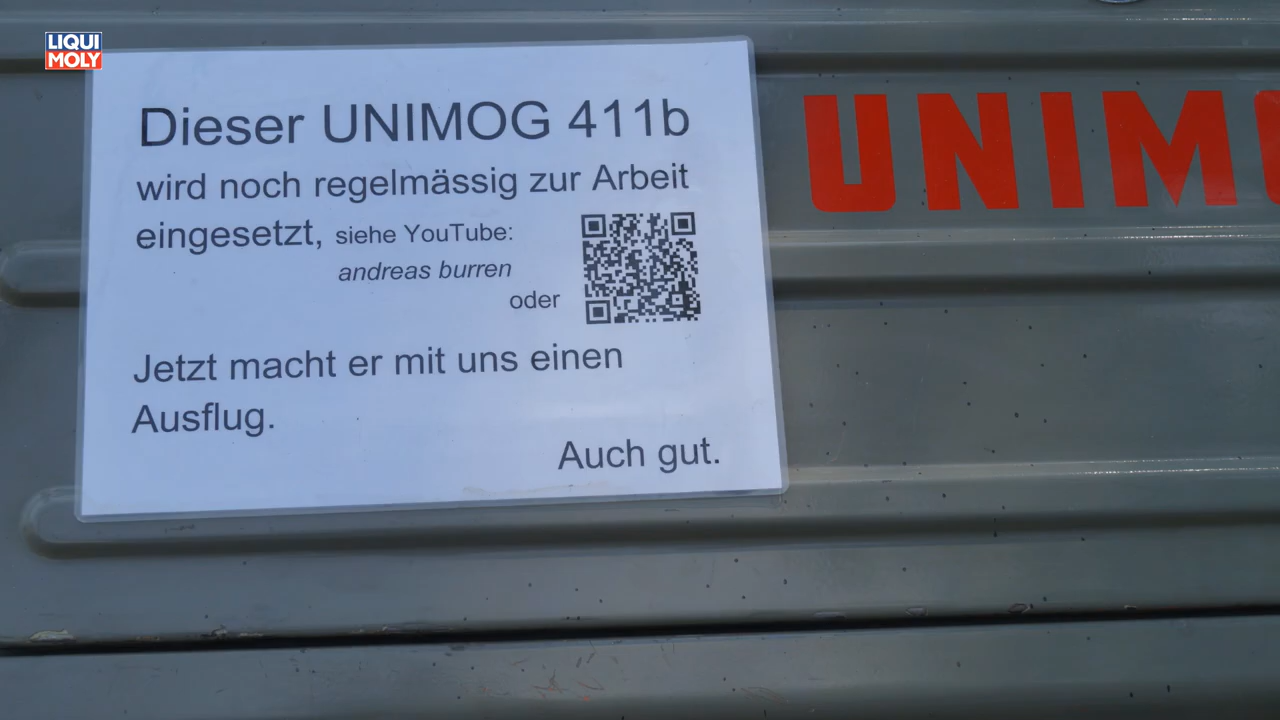 LIQUI
MOLY
Dieser UNIMOG 411b
wird noch regelmässig zur Arbeit
eingesetzt, siehe YouTube:
andreas burren
oder
Jetzt macht er mit uns einen
Ausflug.
Auch gut.
UNIMO